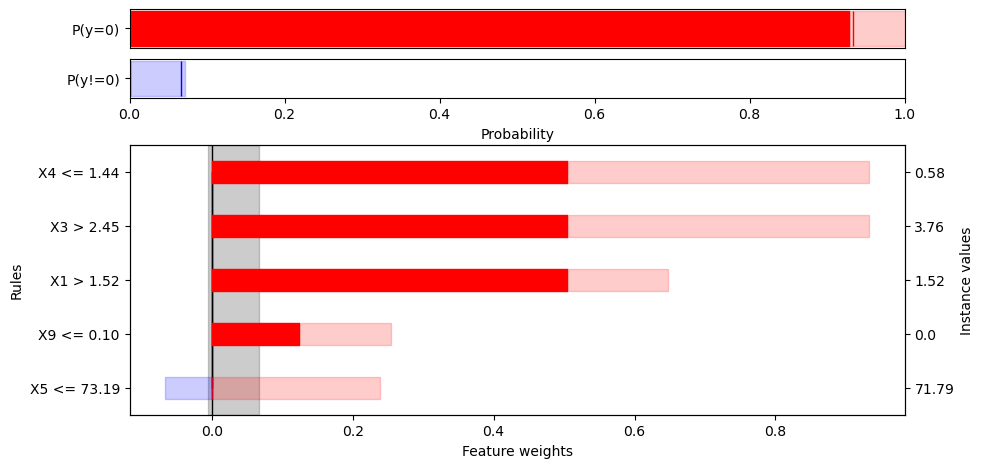 P(y=0)
P(y!=0)
0.0 0.2 0.4 0.6 0.8 1.0
Probability
X4 <= 1.44 0.58
X3 > 2.45 3.76
X1 > 1.52 1.52
X9 <= 0.10 0.0
X5 <= 73.19 71.79
Rules
Instance values
0.0 0.2 0.4 0.6 0.8
Feature weights